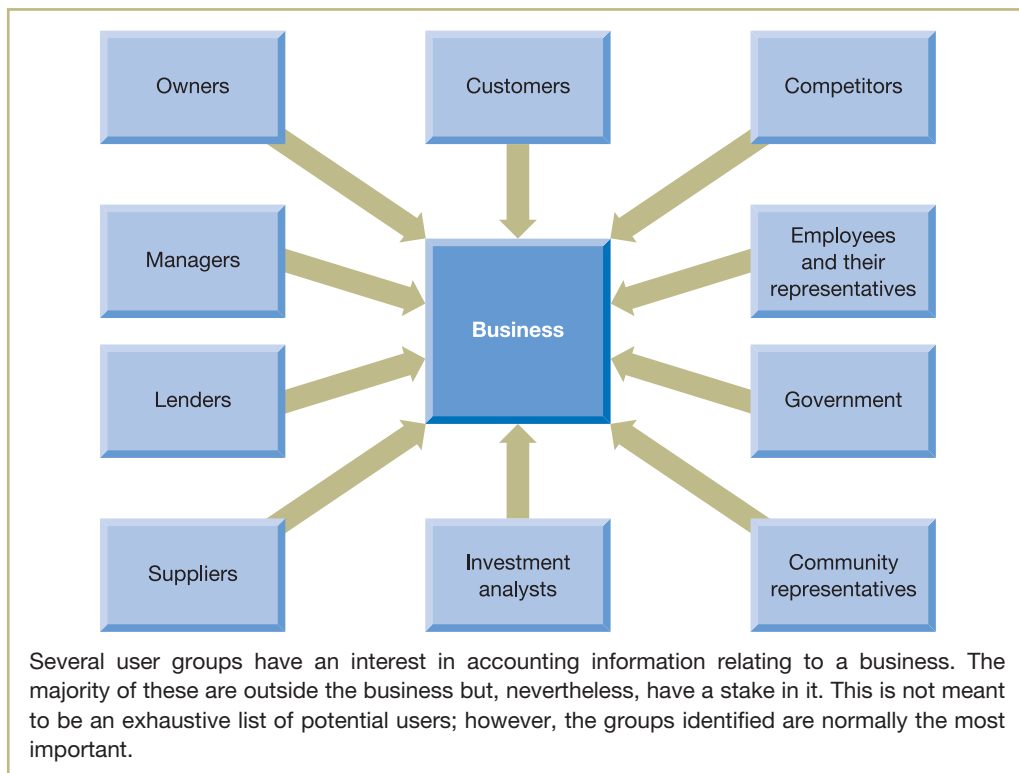 Owners
Customers
Competitors
Managers
Employees
and their
representatives
Business
Lenders
Government
Suppliers
Investment
analysts
Community
representatives
Several user groups have an interest in accounting information relating to a business. The
majority of these are outside the business but, nevertheless, have a stake in it. This is not meant
to be an exhaustive list of potential users; however, the groups identified are normally the most
important.